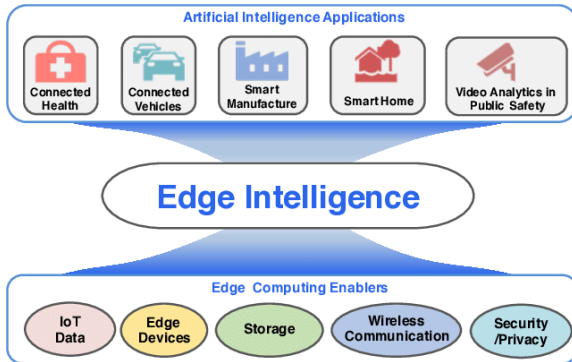 Artificial Intelligence Applications
Connected
Health
Connected
Vehicles
Smart
Manufacture
Smart Home
Video Analytics in
Public Safety
Edge Intelligence
Edge Computing Enablers
IoT
Data
Edge
Devices
Storage
Wireless
Communication
Security
/Privacy